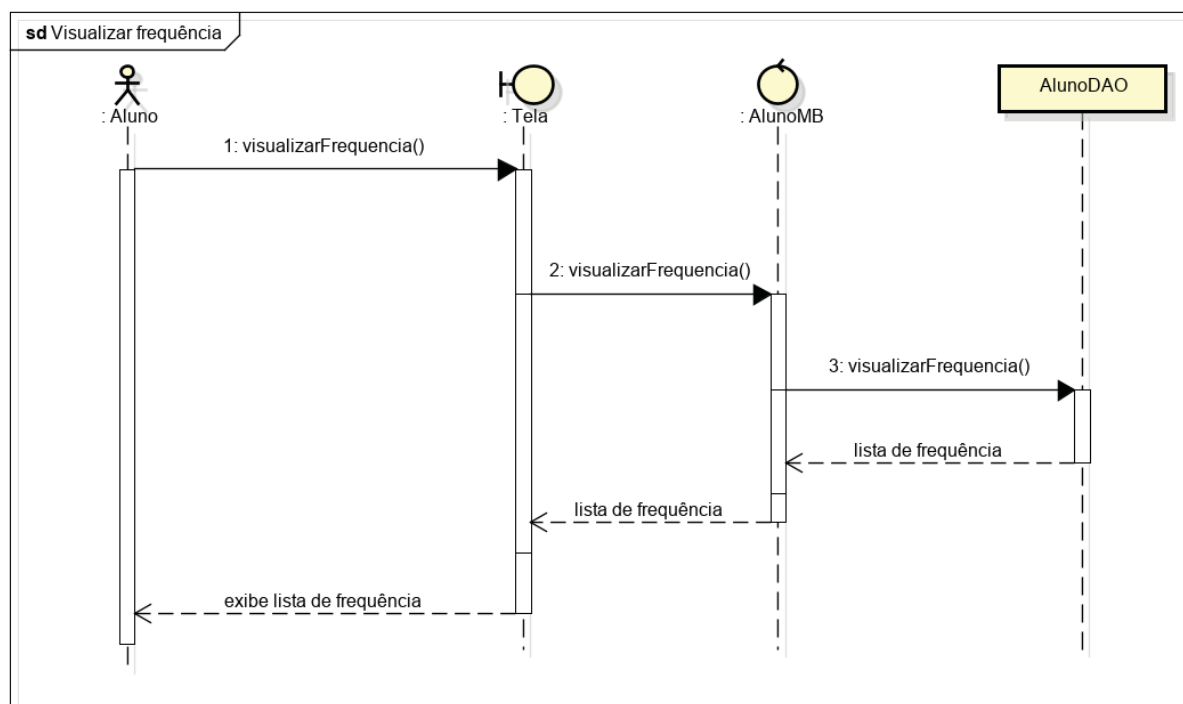 sd Visualizar frequência
: Aluno
: Tela
: AlunoMB
AlunoDAO
1: visualizarFrequencia()
2: visualizarFrequencia()
3: visualizarFrequencia()
lista de frequência
lista de frequência
exibe lista de frequência